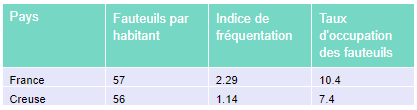 Pays Fauteuils par Indice de Taux
habitant fréquentation d'occupation
des fauteuils
France 57 2.29 10.4
Creuse 56 1.14 7.4